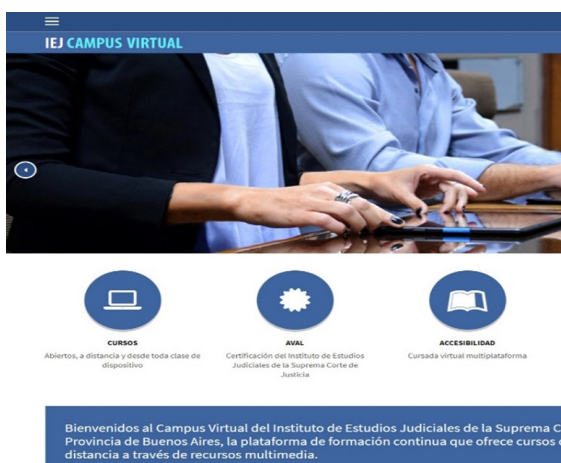 IEJ CAMPUS VIRTUAL
CURSOS
Abiertos, a distancia y desde toda clase de
dispositivo
AVAL
Certificación del Instituto de Estudios
Judiciales de la Suprema Corte de
Justicia
ACCESIBILIDAD
Cursada virtual multiplataforma
Bienvenidos al Campus Virtual del Instituto de Estudios Judiciales de la Suprema C
Provincia de Buenos Aires, la plataforma de formación continua que ofrece cursos
distancia a través de recursos multimedia.